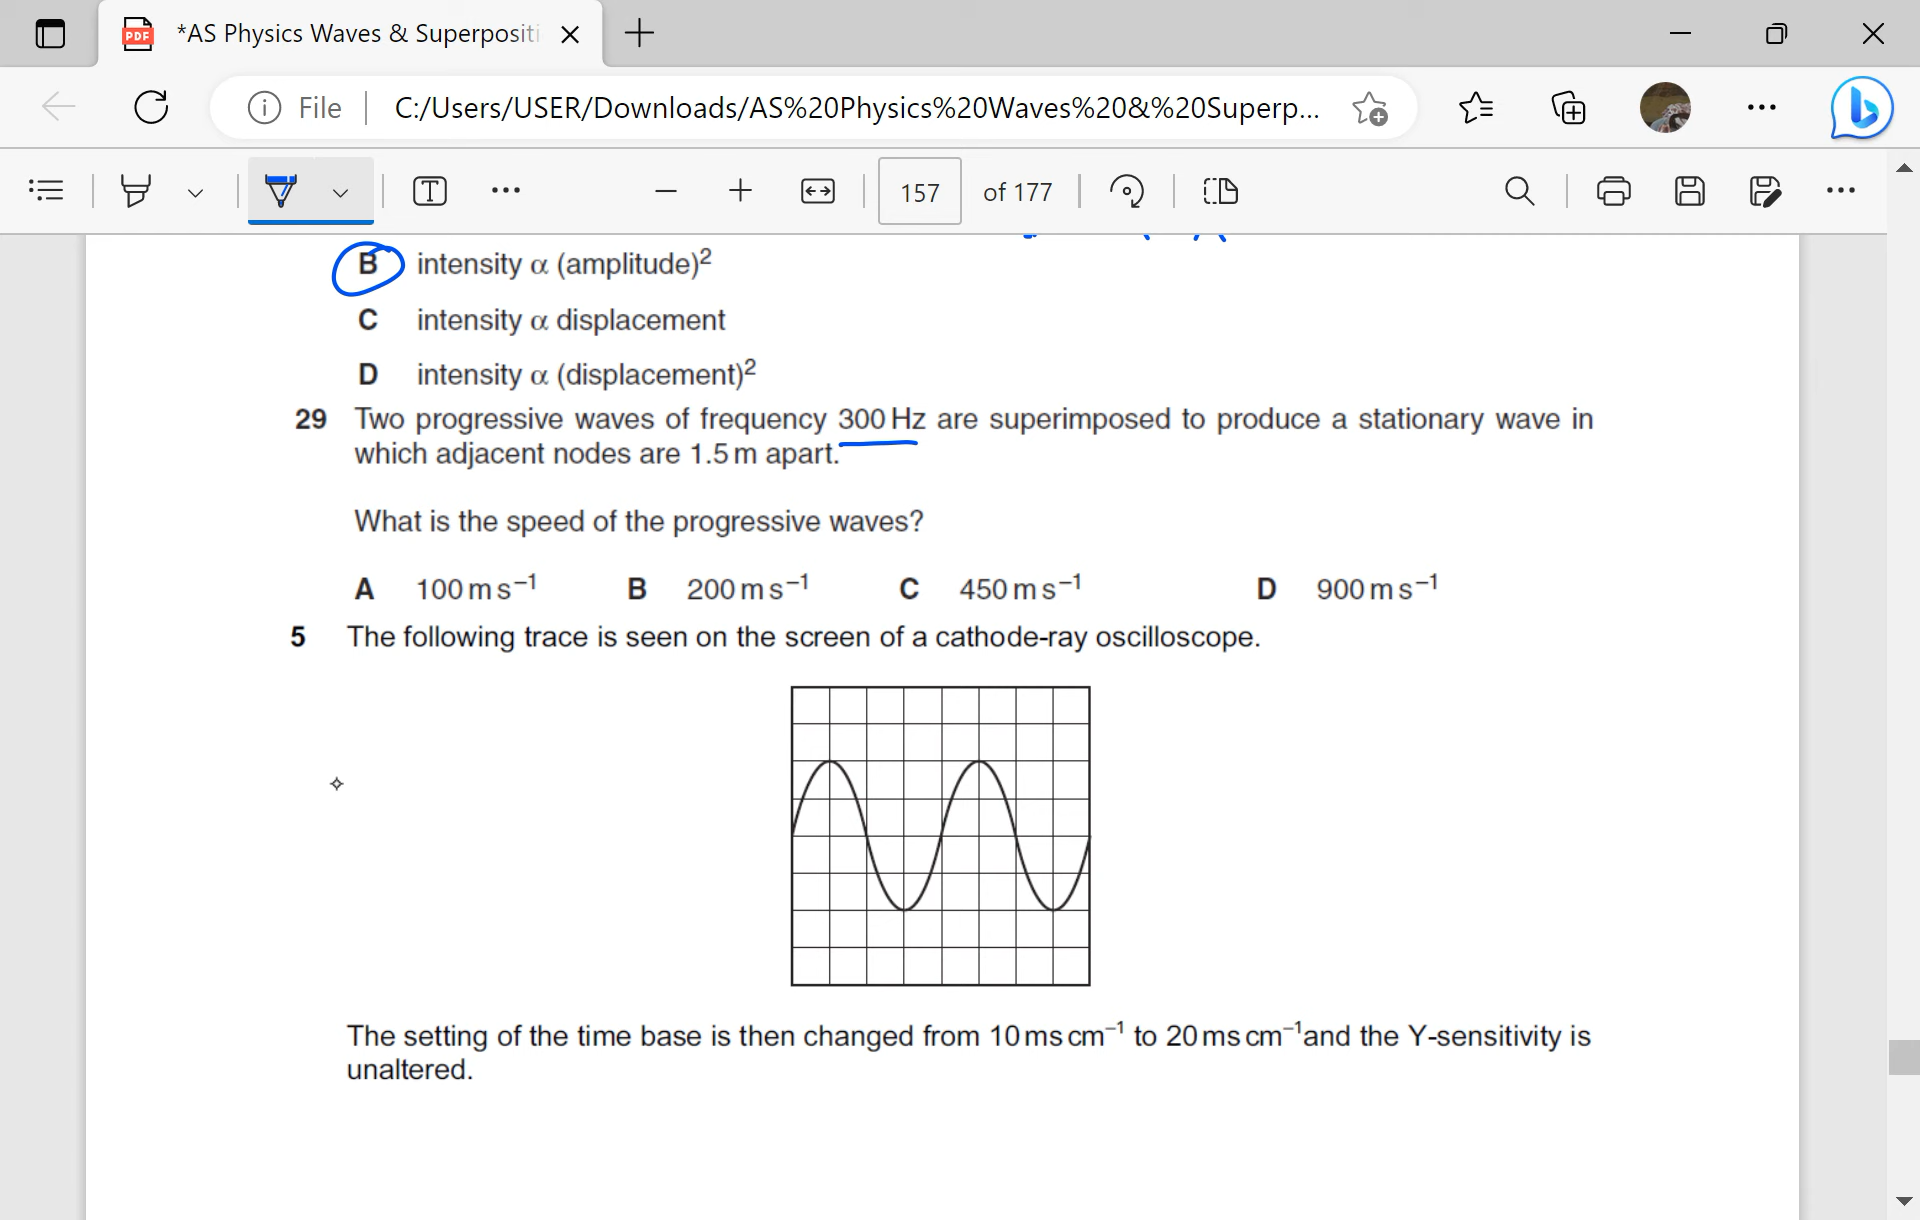 *AS Physics Waves & Superpositi
File
C:/Users/USER/Downloads/AS%20Physics%20Waves%20&%20Superp...
157 of 177
B intensity α (amplitude)²
C intensity α displacement
D intensity α (displacement)²
29 Two progressive waves of frequency 300 Hz are superimposed to produce a stationary wave in
which adjacent nodes are 1.5 m apart.
What is the speed of the progressive waves?
A 100 m s⁻¹ B 200 m s⁻¹ C 450 m s⁻¹ D 900 m s⁻¹
5 The following trace is seen on the screen of a cathode-ray oscilloscope.
The setting of the time base is then changed from 10 ms cm⁻¹ to 20 ms cm⁻¹and the Y-sensitivity is
unaltered.